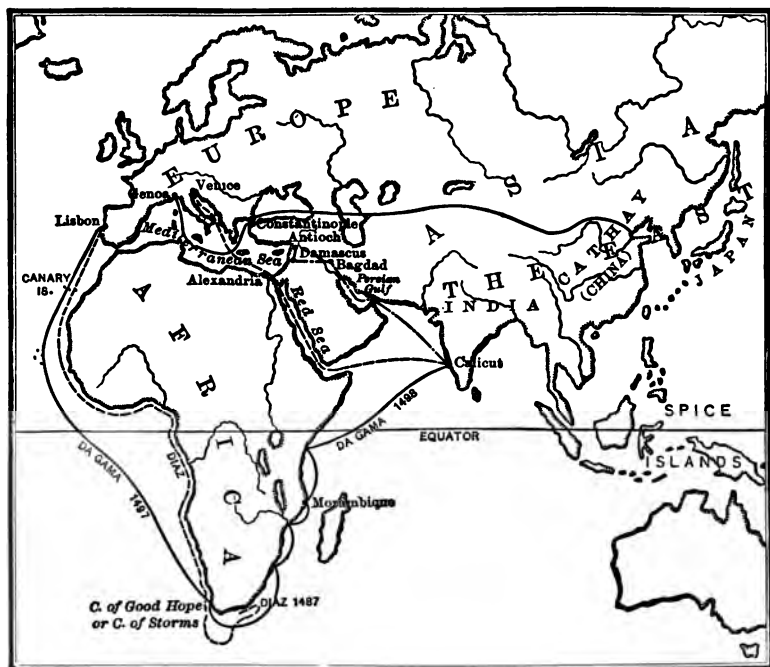 EUROPE
ASIA
Venice
Genoa
Lisbon
Constantinople
Mediterranean Sea
Antioch
Damascus
Bagdad
Alexandria
Persian
Gulf
CANARY
IS.
Red Sea
AFRICA
THE EAST
INDIA
CATHAY
(CHINA)
JAPAN
Calicut
SPICE
ISLANDS
DA GAMA 1498
EQUATOR
DA GAMA 1497
DIAZ
Mozambique
DIAZ 1487
C. of Good Hope
or C. of Storms